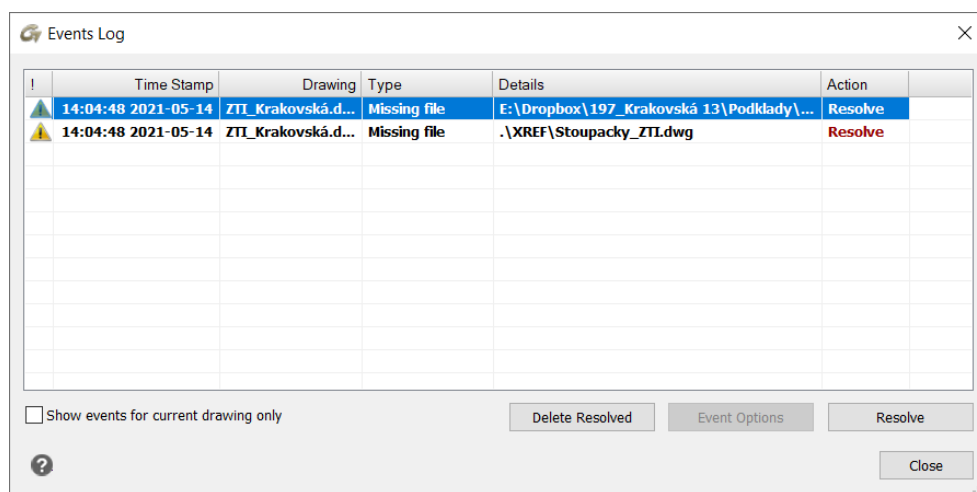 Events Log
! Time Stamp Drawing Type Details Action
14:04:48 2021-05-14 ZTI_Krakovská.d... Missing file E:\Dropbox\197_Krakovská 13\Podklady\... Resolve
14:04:48 2021-05-14 ZTI_Krakovská.d... Missing file .\XREF\Stoupacky_ZTI.dwg Resolve
Show events for current drawing only Delete Resolved Event Options Resolve
? Close